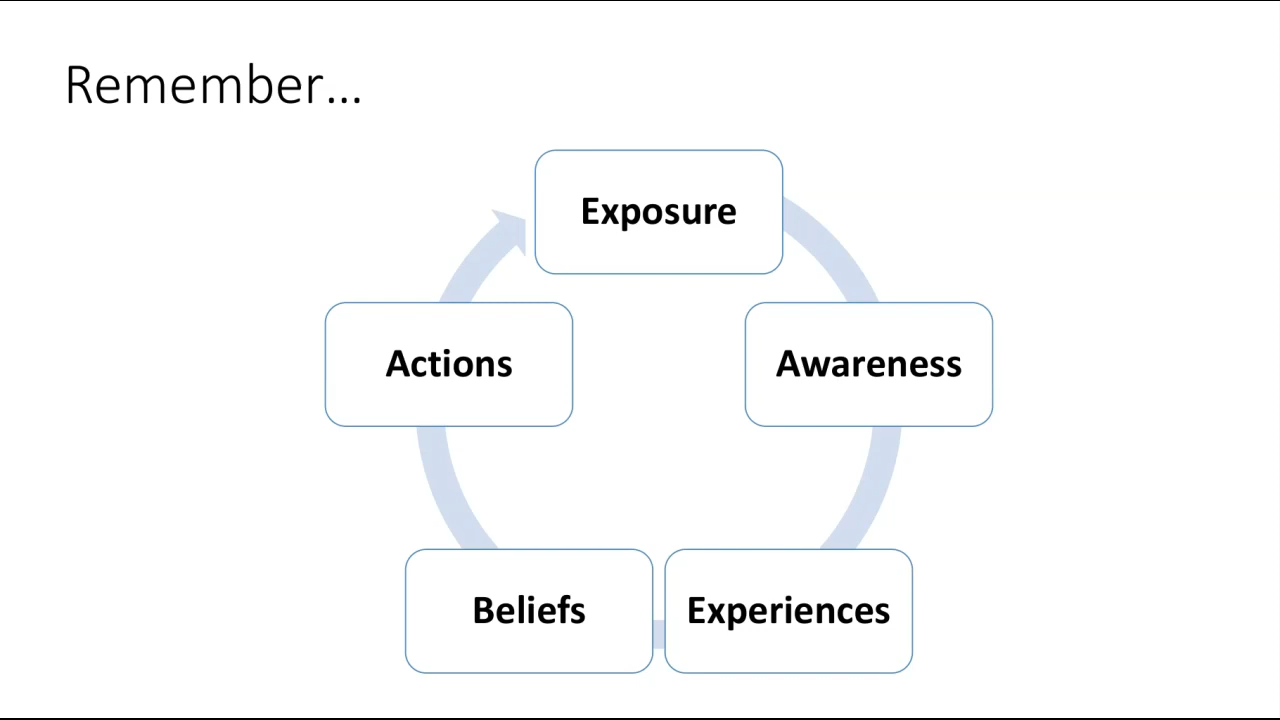 Remember...
Exposure
Awareness
Experiences
Beliefs
Actions